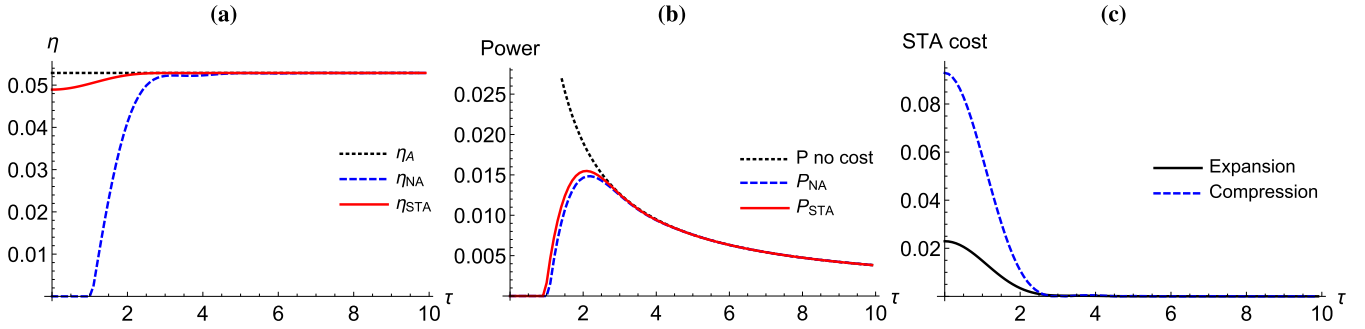 (a)
η
0.05
0.04
0.03
0.02
0.01
2 4 6 8 10 τ
η_A
η_NA
η_STA
(b)
Power
0.025
0.020
0.015
0.010
0.005
2 4 6 8 10 τ
P no cost
P_NA
P_STA
(c)
STA cost
0.08
0.06
0.04
0.02
2 4 6 8 10 τ
Expansion
Compression